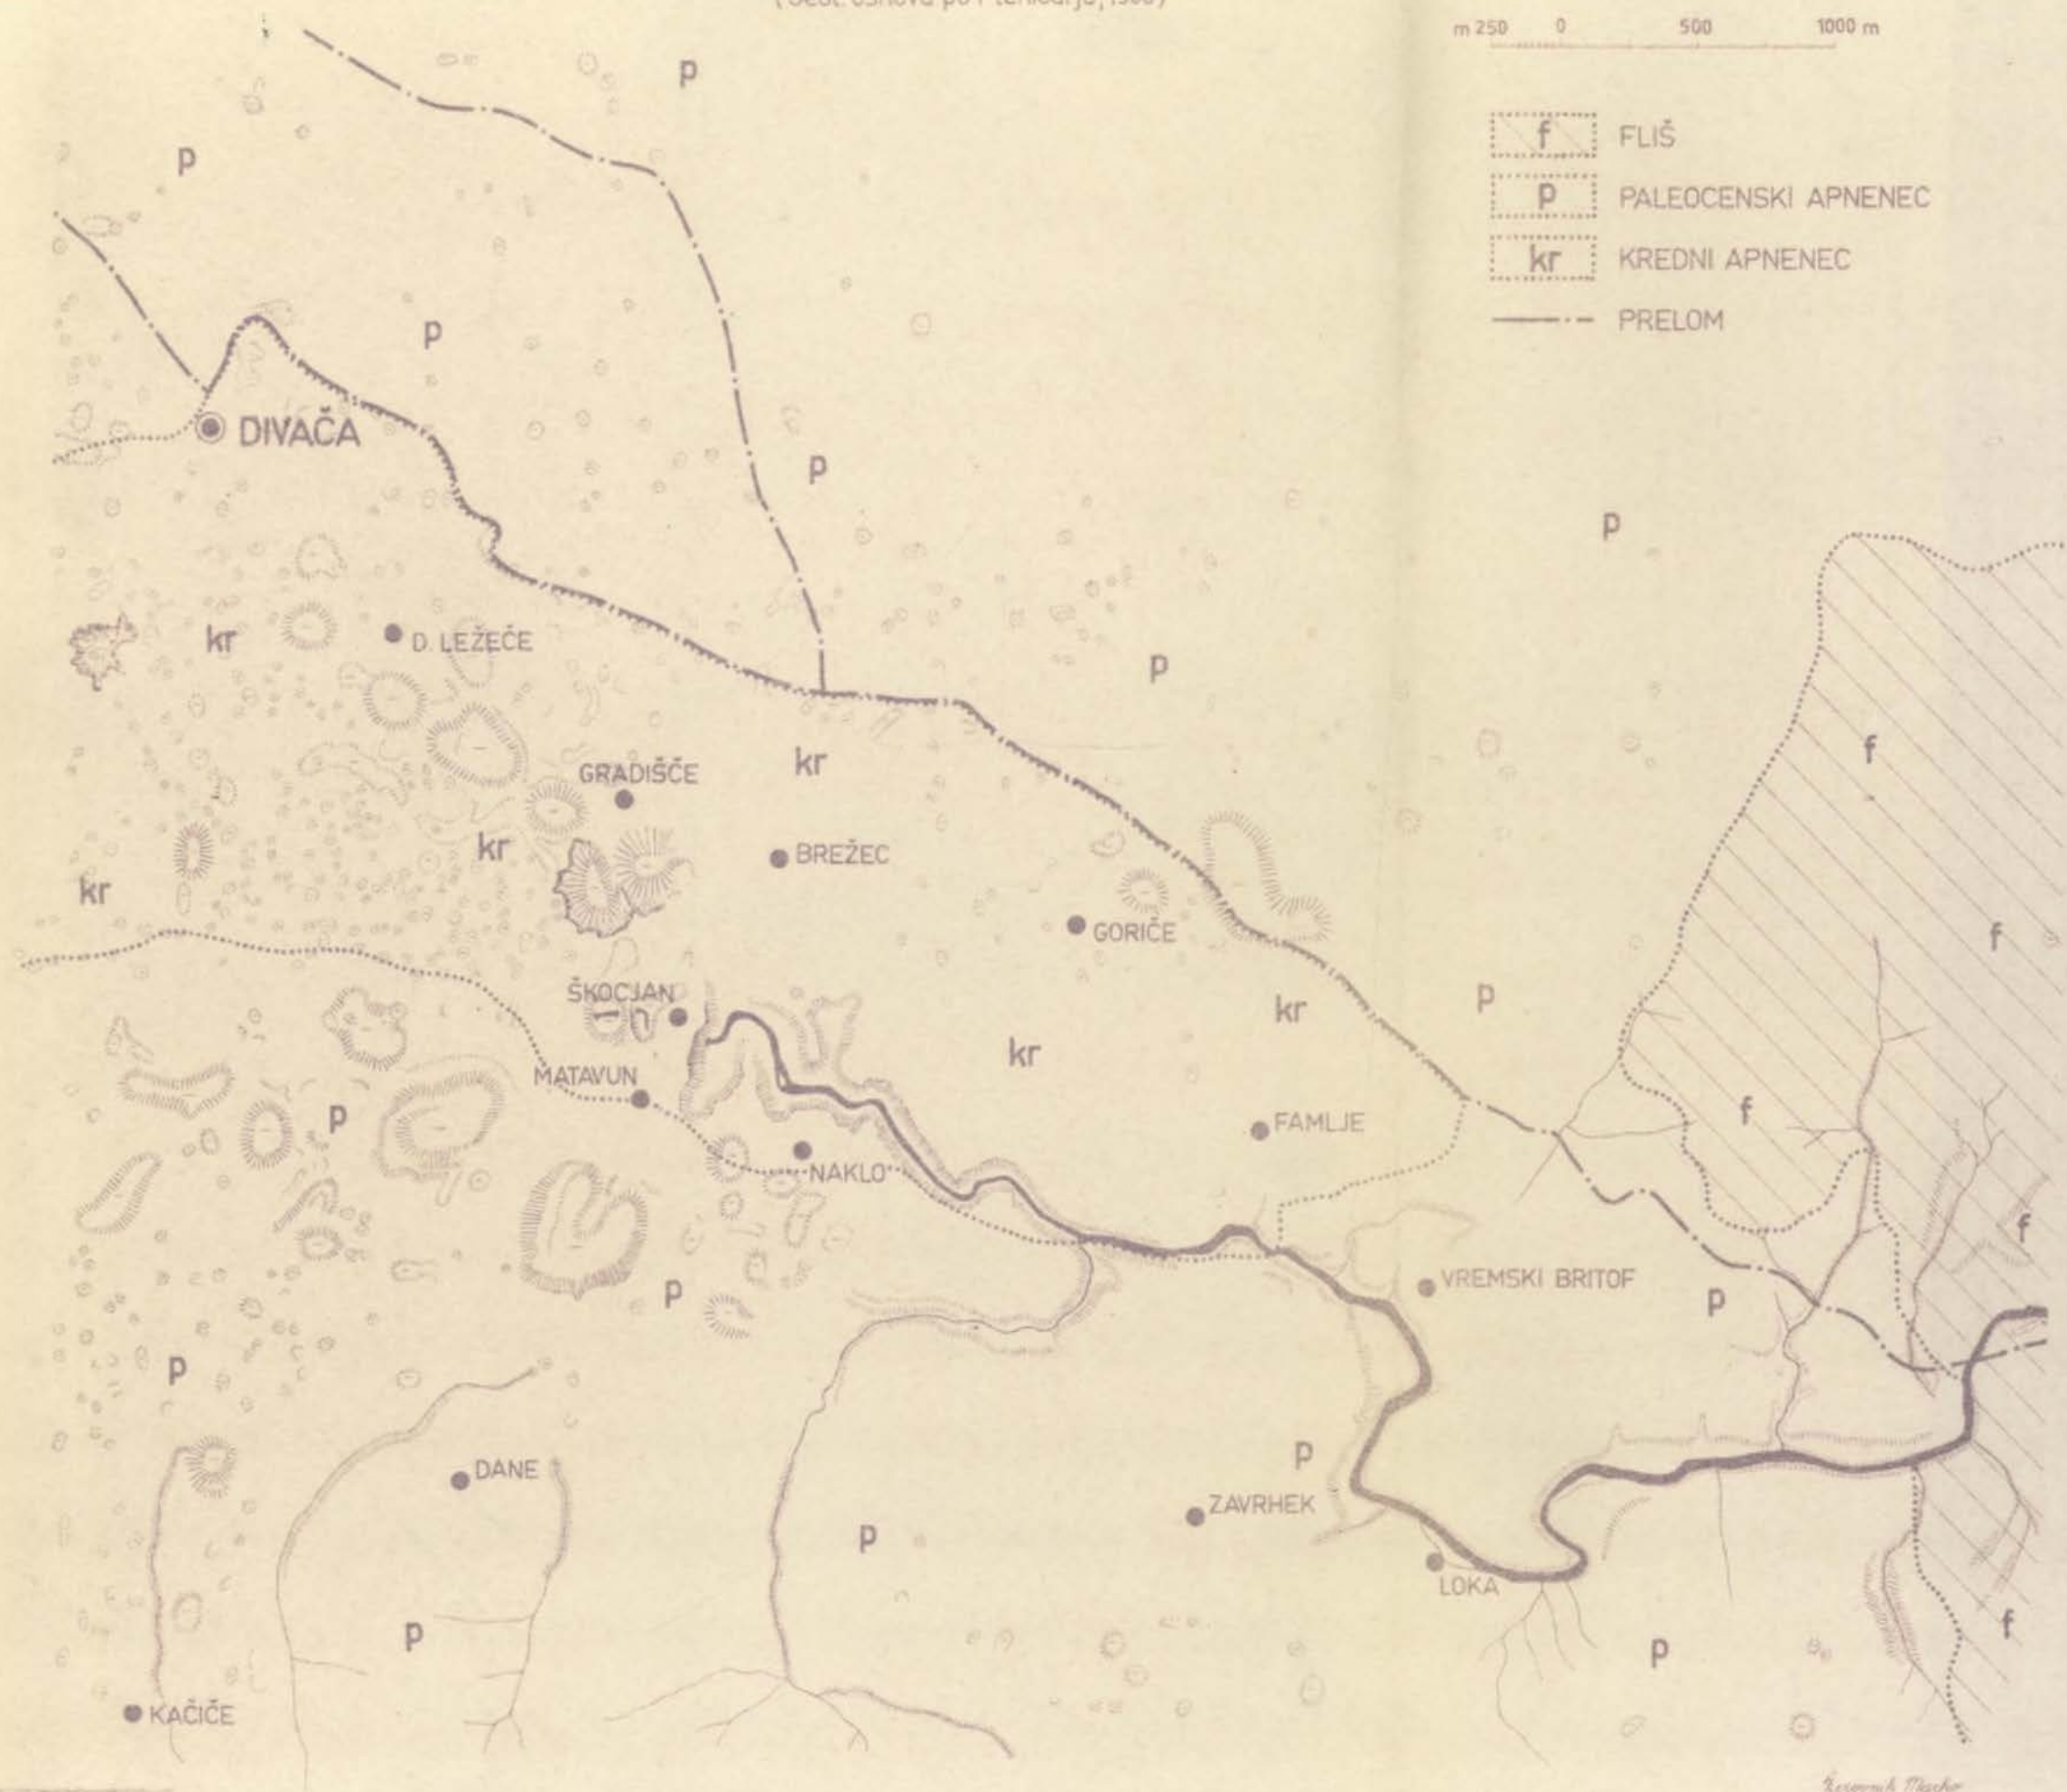 m 250 0 500 1000 m
f FLIŠ
p PALEOCENSKI APNENEC
kr KREDNI APNENEC
PRELOM
p
p
p
DIVAČA
p
p
kr
D. LEŽEČE
p
f
GRADIŠČE
kr
kr
BREŽEC
kr
GORIČE
f
ŠKOCJAN
kr
p
kr
MATAVUN
p
FAMLJE
f
NAKLO
f
p
VREMSKI BRITOF
p
p
DANE
p
ZAVRHEK
p
LOKA
p
p
f
KAČIČE